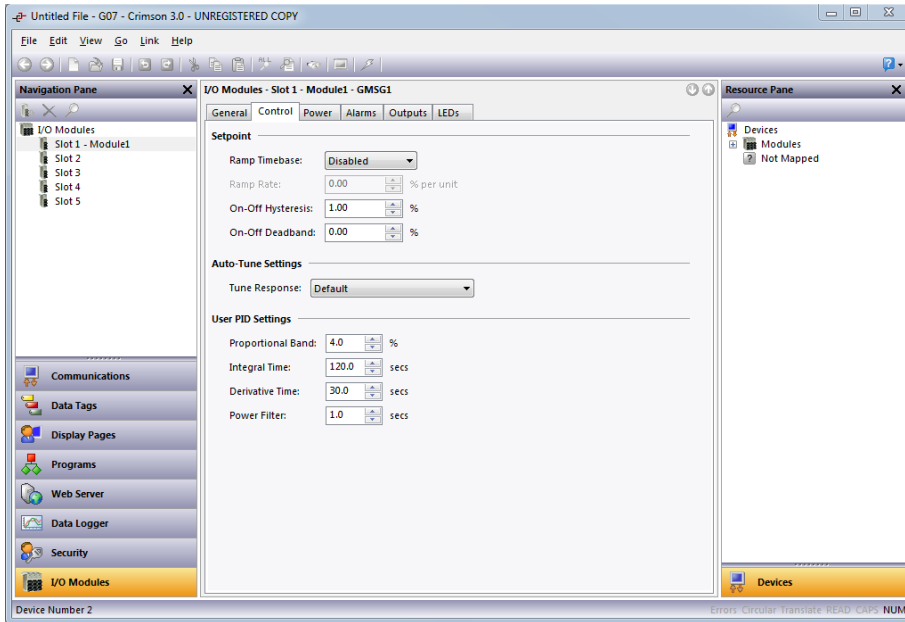 Untitled File - G07 - Crimson 3.0 - UNREGISTERED COPY
File Edit View Go Link Help
Navigation Pane
I/O Modules
Slot 1 - Module1
Slot 2
Slot 3
Slot 4
Slot 5
Communications
Data Tags
Display Pages
Programs
Web Server
Data Logger
Security
I/O Modules
I/O Modules - Slot 1 - Module1 - GMSG1
General Control Power Alarms Outputs LEDs
Setpoint
Ramp Timebase: Disabled
Ramp Rate: 0.00 % per unit
On-Off Hysteresis: 1.00 %
On-Off Deadband: 0.00 %
Auto-Tune Settings
Tune Response: Default
User PID Settings
Proportional Band: 4.0 %
Integral Time: 120.0 secs
Derivative Time: 30.0 secs
Power Filter: 1.0 secs
Resource Pane
Devices
Modules
Not Mapped
Devices
Device Number 2
Errors Circular Translate READ CAPS NUM